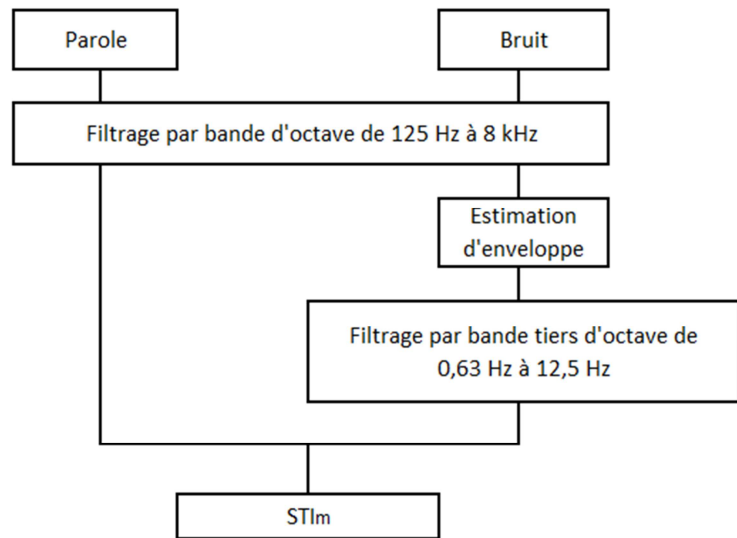 Parole
Bruit
Filtrage par bande d'octave de 125 Hz à 8 kHz
Estimation
d'enveloppe
Filtrage par bande tiers d'octave de
0,63 Hz à 12,5 Hz
STIm